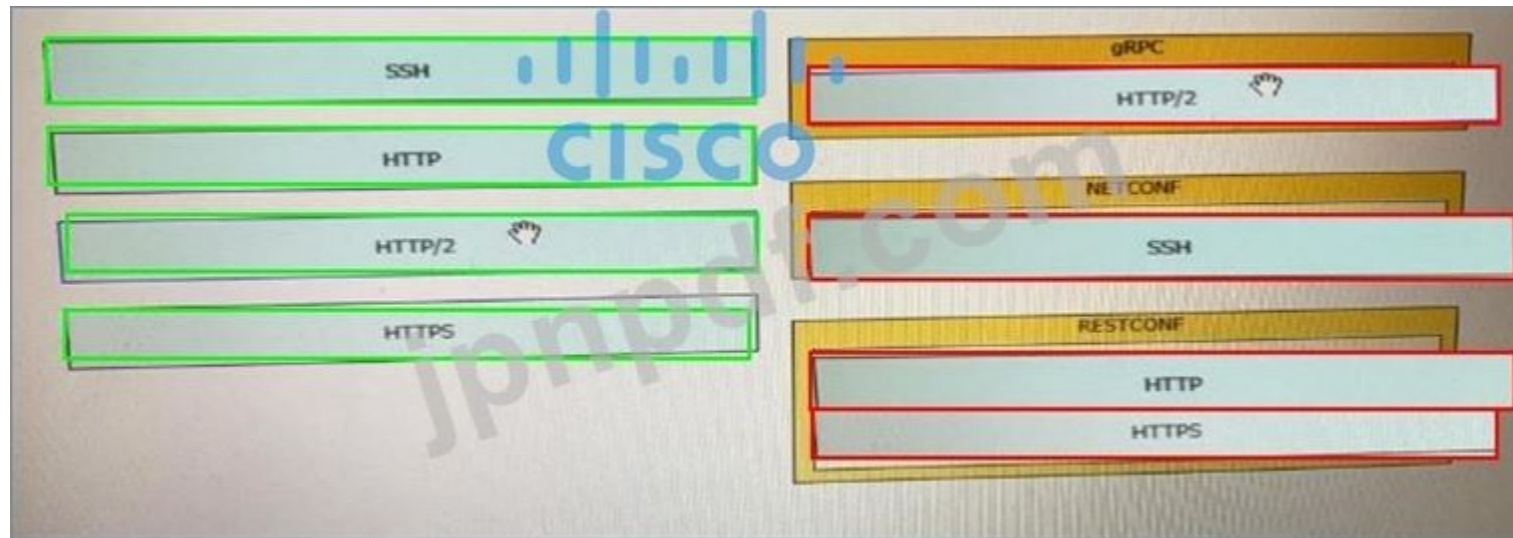 SSH
HTTP
HTTP/2
HTTPS
gRPC
HTTP/2
NETCONF
SSH
RESTCONF
HTTP
HTTPS
CISCO
jpnpdf.com